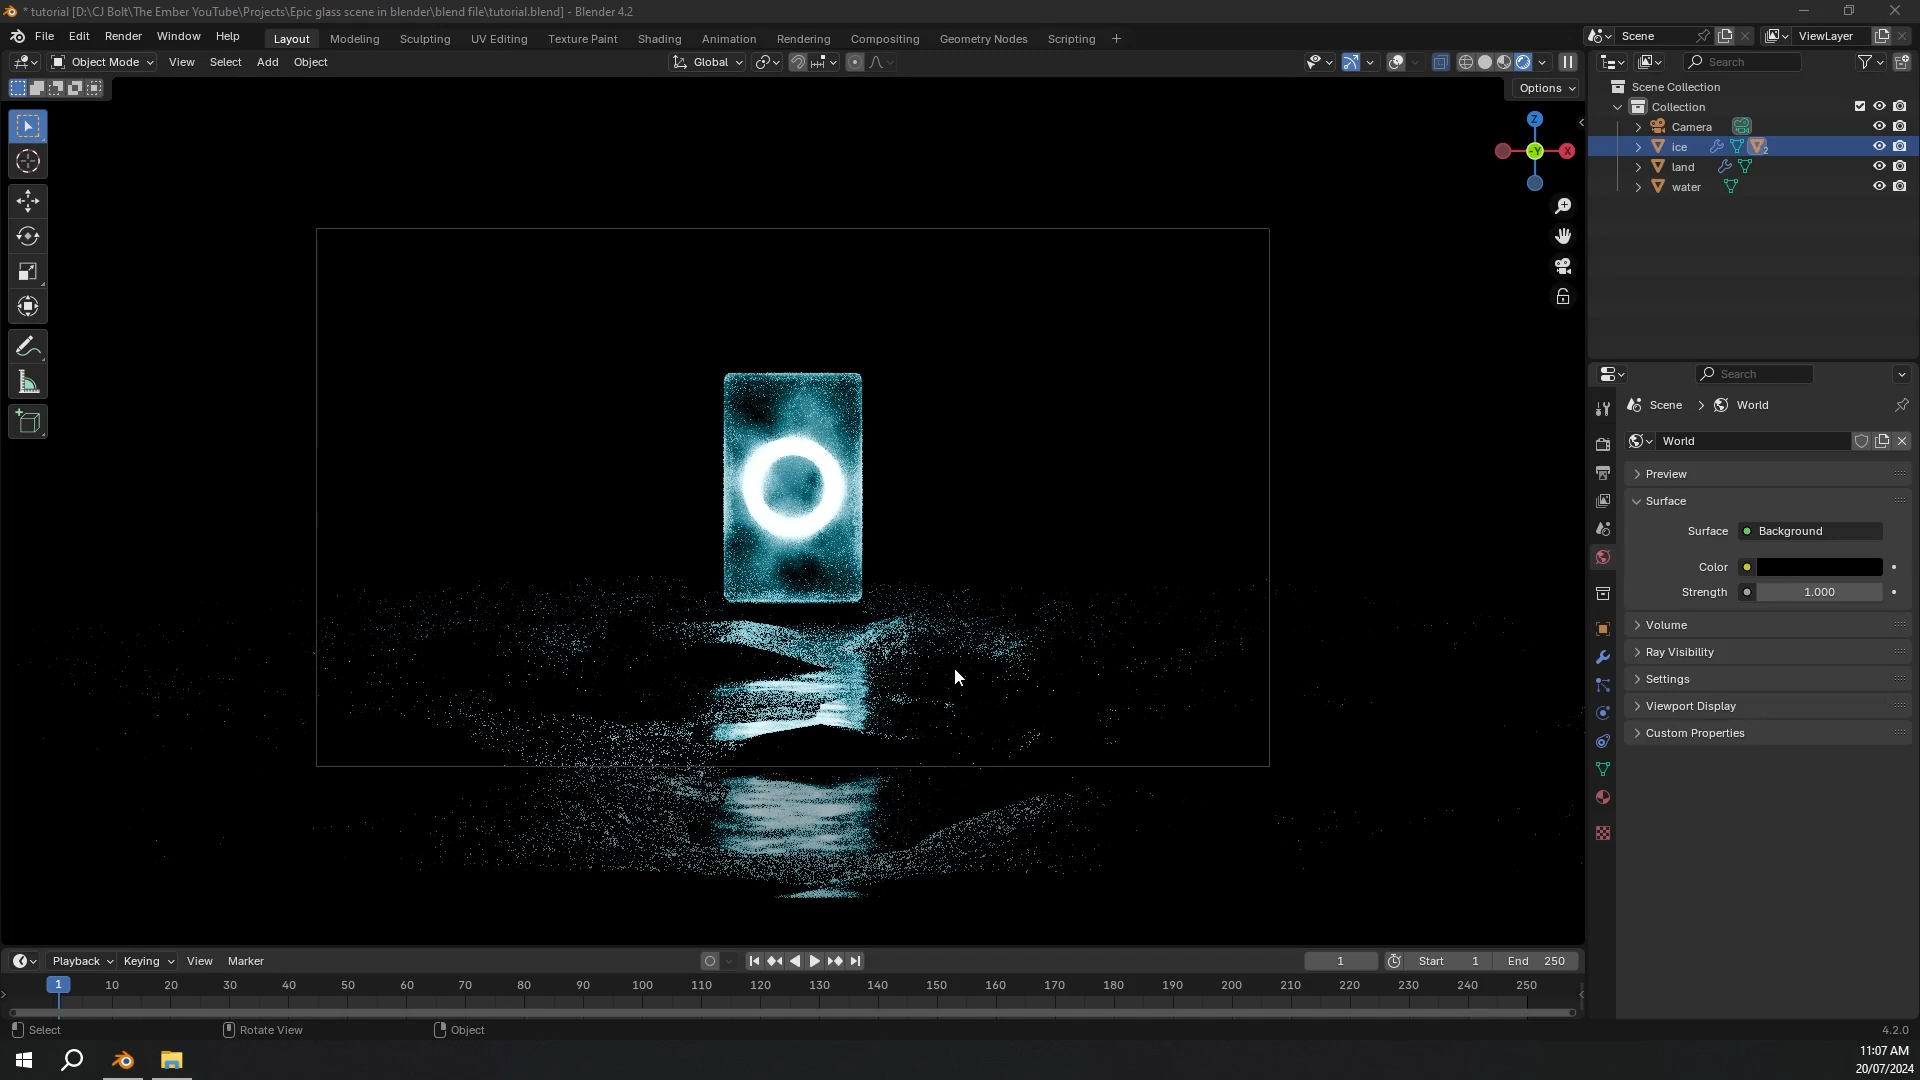 * tutorial [D:\CJ Bolt\The Ember YouTube\Projects\Epic glass scene in blender\blend file\tutorial.blend] - Blender 4.2
File Edit Render Window Help Layout Modeling Sculpting UV Editing Texture Paint Shading Animation Rendering Compositing Geometry Nodes Scripting + Scene ViewLayer
Object Mode View Select Add Object Global Search
Options
Z
-Y X
Scene Collection
Collection
Camera
ice 2
land
water
Search
Scene > World
World
Preview
Surface
Surface Background
Color
Strength 1.000
Volume
Ray Visibility
Settings
Viewport Display
Custom Properties
Playback Keying View Marker 1 Start 1 End 250
1 10 20 30 40 50 60 70 80 90 100 110 120 130 140 150 160 170 180 190 200 210 220 230 240 250
Select Rotate View Object 4.2.0
11:07 AM
20/07/2024